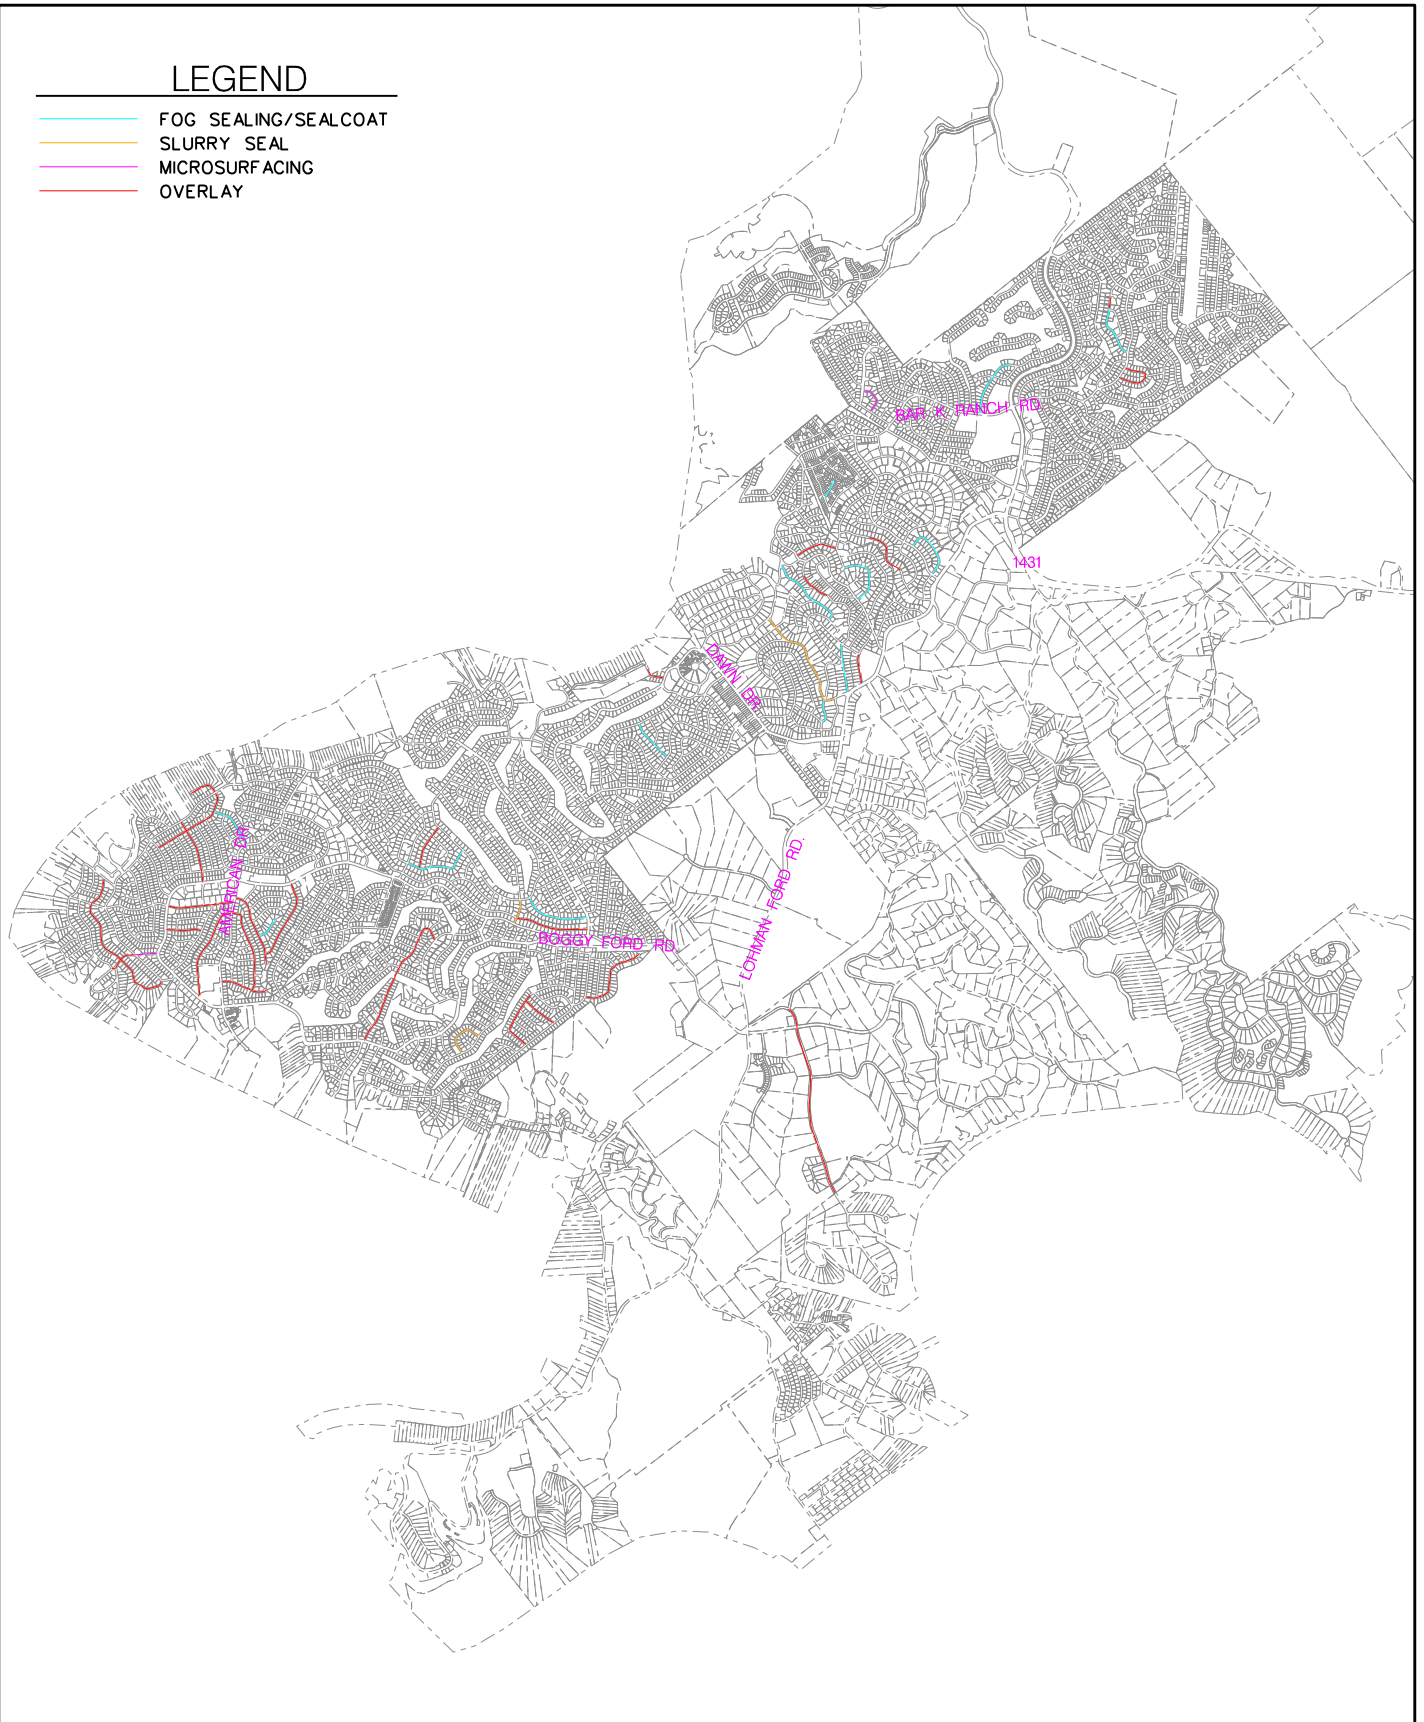 LEGEND
FOG SEALING/SEALCOAT
SLURRY SEAL
MICROSURFACING
OVERLAY
BAR K RANCH RD.
1431
DAWN DR.
AMERICAN DR.
LOHMAN FORD RD.
BOGGY FORD RD.